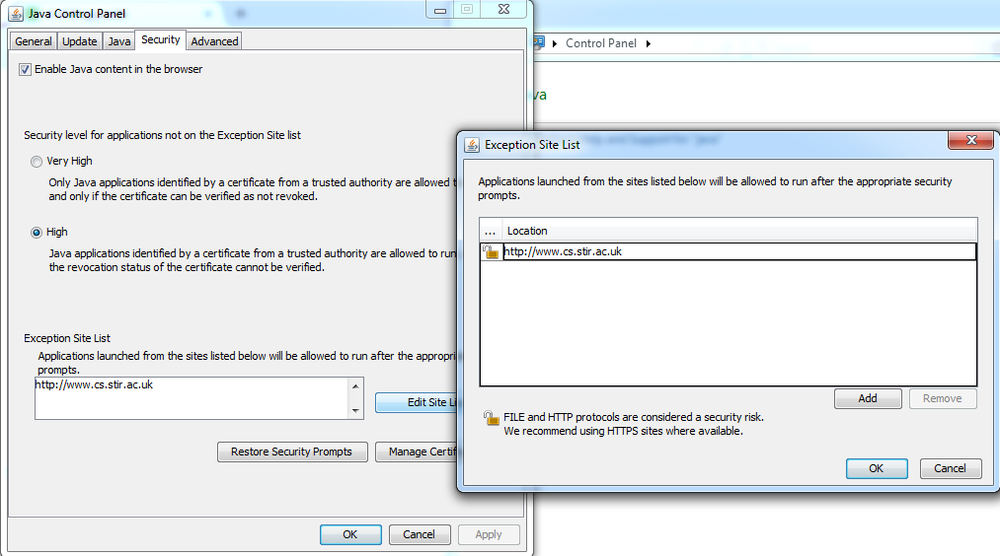 Java Control Panel
General Update Java Security Advanced
Enable Java content in the browser
Security level for applications not on the Exception Site list
Very High
Only Java applications identified by a certificate from a trusted authority are allowed t
and only if the certificate can be verified as not revoked.
High
Java applications identified by a certificate from a trusted authority are allowed to run
the revocation status of the certificate cannot be verified.
Exception Site List
Applications launched from the sites listed below will be allowed to run after the appropri
prompts.
http://www.cs.stir.ac.uk
Edit Site Li
Restore Security Prompts Manage Certif
OK Cancel Apply
Control Panel
va
Exception Site List
Applications launched from the sites listed below will be allowed to run after the appropriate security
prompts.
... Location
http://www.cs.stir.ac.uk
Add Remove
FILE and HTTP protocols are considered a security risk.
We recommend using HTTPS sites where available.
OK Cancel